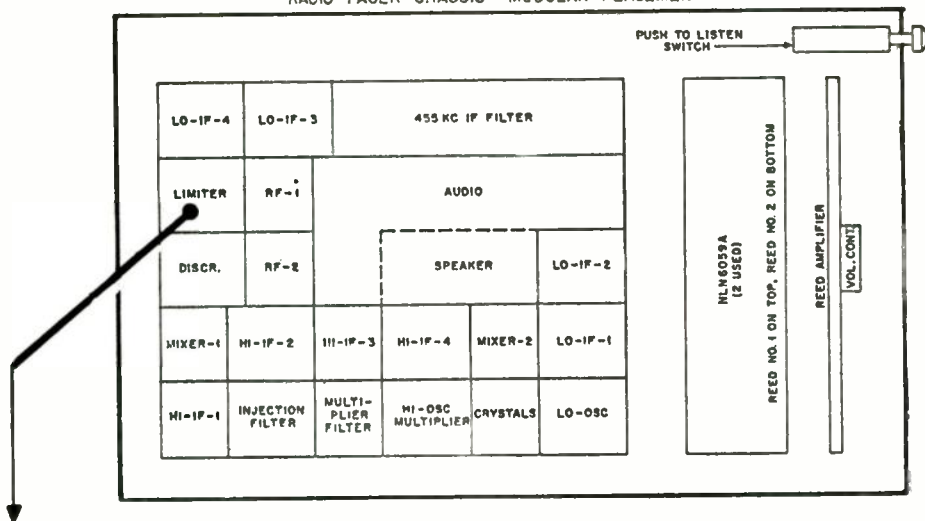 PUSH TO LISTEN
SWITCH
LO-IF-4
LO-IF-3
455 KC IF FILTER
LIMITER
RF-1
AUDIO
DISCR.
RF-2
SPEAKER
LO-IF-2
MIXER-1
HI-IF-2
HI-IF-3
HI-IF-4
MIXER-2
LO-IF-1
HI-IF-1
INJECTION
FILTER
MULTI-
PLIER
FILTER
HI-OSC
MULTIPLIER
CRYSTALS
LO-OSC
NLN6059A
(2 USED)
REED NO. 1 ON TOP, REED NO. 2 ON BOTTOM
REED AMPLIFIER
VOL. CONT.